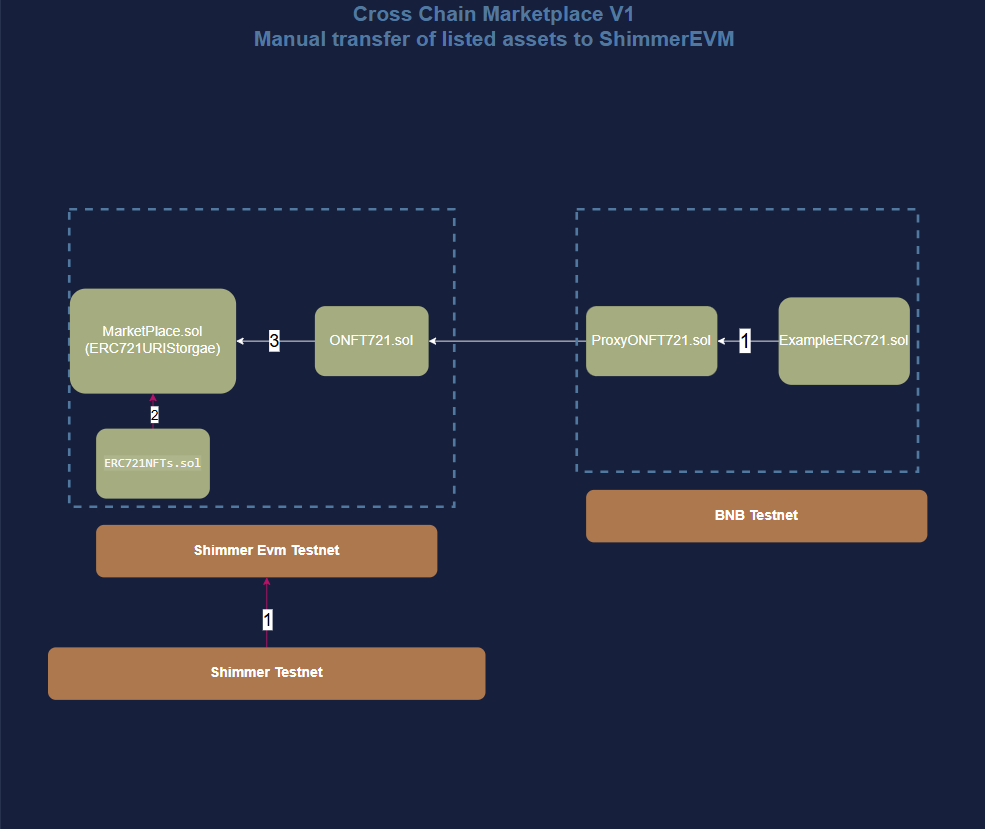 Cross Chain Marketplace V1
Manual transfer of listed assets to ShimmerEVM
MarketPlace.sol
(ERC721URIStorgae)
3
ONFT721.sol
ProxyONFT721.sol
1
ExampleERC721.sol
2
ERC721NFTs.sol
BNB Testnet
Shimmer Evm Testnet
1
Shimmer Testnet